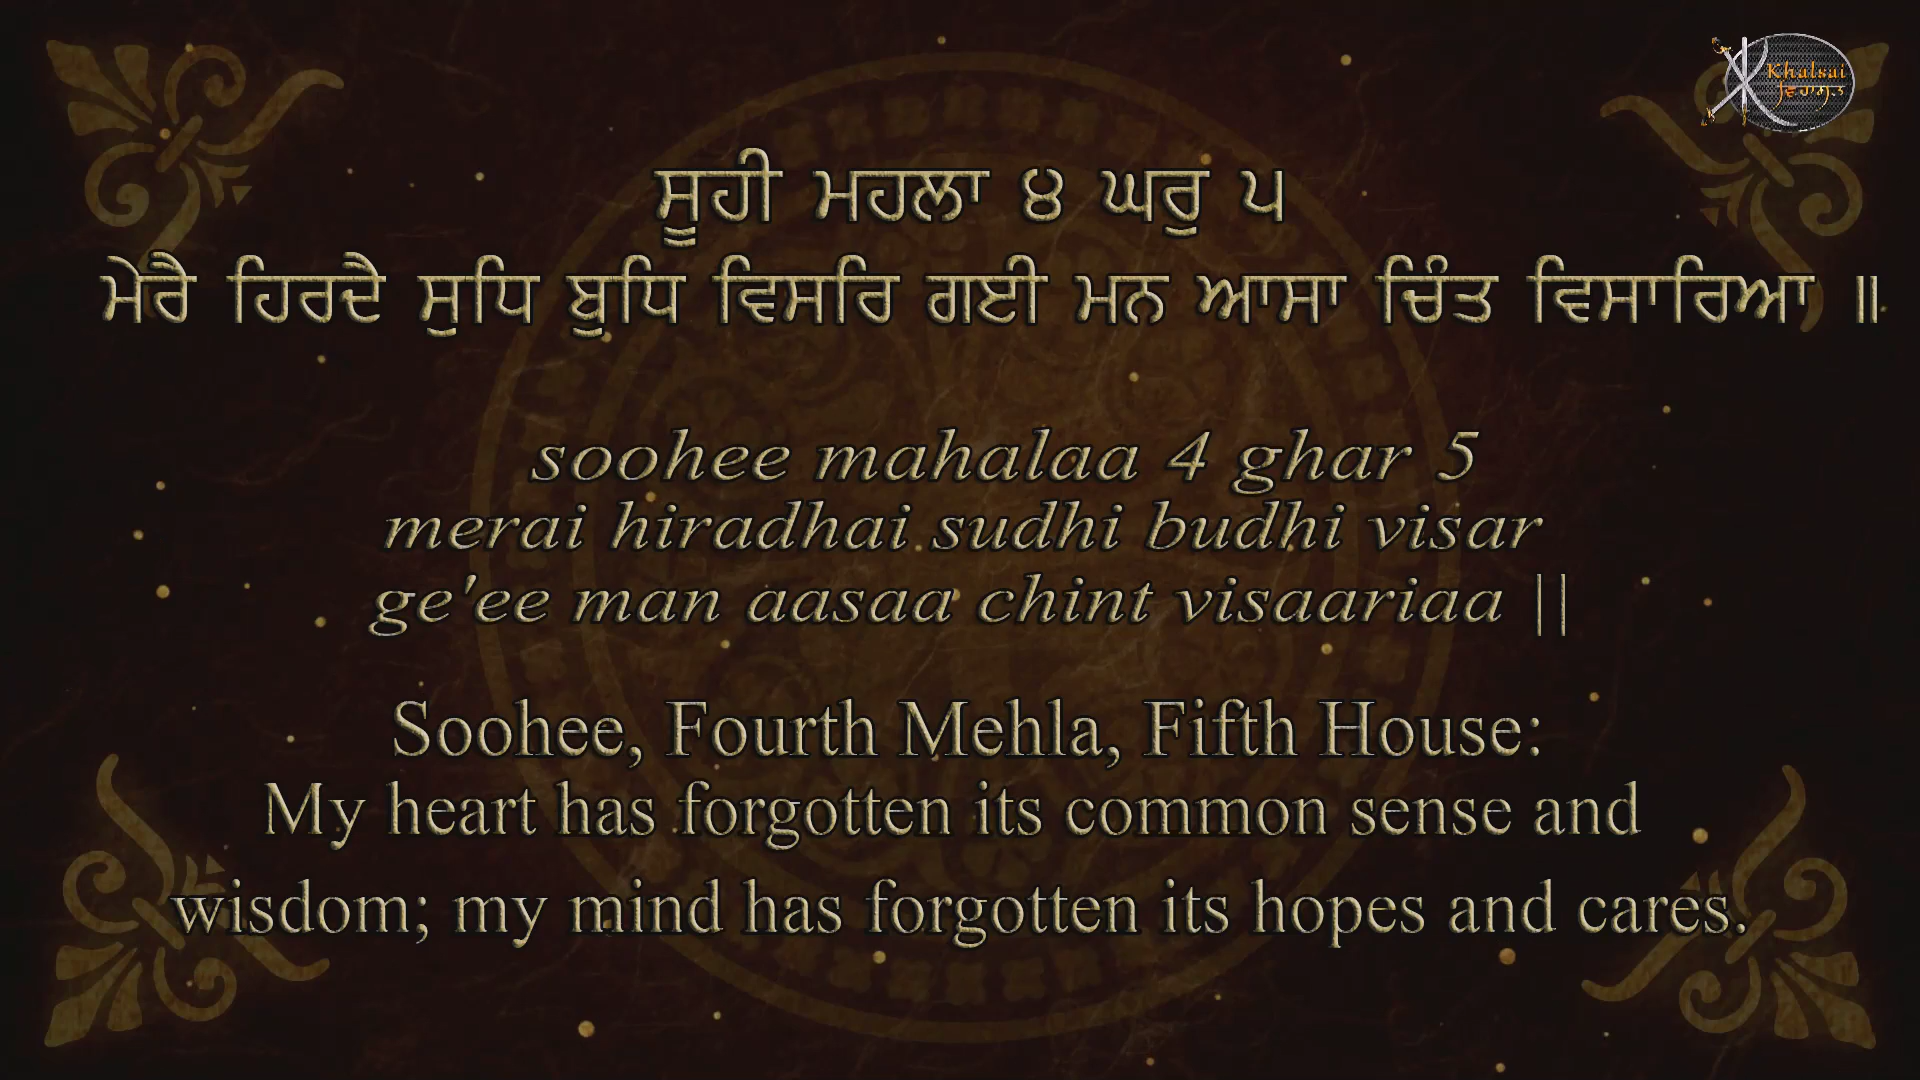 Khalsai
ਵਿਰਾਸਤ
ਸੂਹੀ ਮਹਲਾ ੪ ਘਰੁ ੫
ਮੇਰੈ ਹਿਰਦੈ ਸੁਧਿ ਬੁਧਿ ਵਿਸਰਿ ਗਈ ਮਨ ਆਸਾ ਚਿੰਤ ਵਿਸਾਰਿਆ ॥
soohee mahalaa 4 ghar 5
merai hiradhai sudhi budhi visar
ge'ee man aasaa chint visaariaa ||
Soohee, Fourth Mehla, Fifth House:
My heart has forgotten its common sense and
wisdom; my mind has forgotten its hopes and cares.